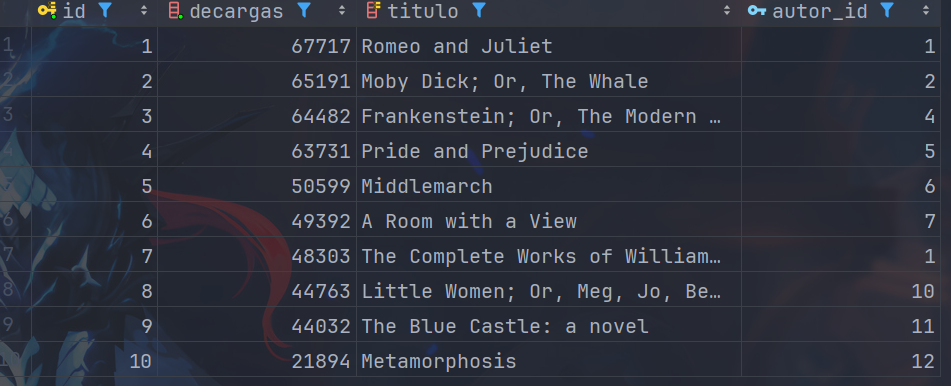 id decargas titulo autor_id
1 1 67717 Romeo and Juliet 1
2 2 65191 Moby Dick; Or, The Whale 2
3 3 64482 Frankenstein; Or, The Modern … 4
4 4 63731 Pride and Prejudice 5
5 5 50599 Middlemarch 6
6 6 49392 A Room with a View 7
7 7 48303 The Complete Works of William… 1
8 8 44763 Little Women; Or, Meg, Jo, Be… 10
9 9 44032 The Blue Castle: a novel 11
10 10 21894 Metamorphosis 12